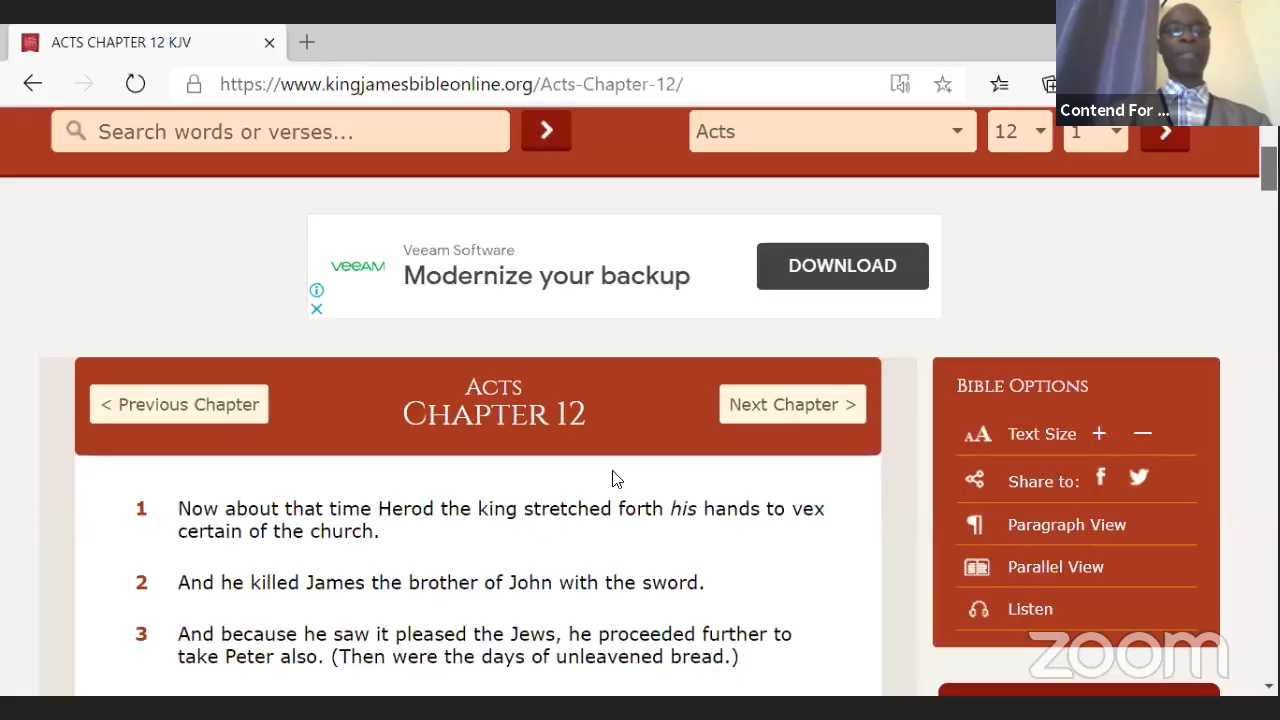 ACTS CHAPTER 12 KJV
https://www.kingjamesbibleonline.org/Acts-Chapter-12/
Contend For ...
Search words or verses...
Acts
12
1
Veeam Software
veeam
Modernize your backup
DOWNLOAD
< Previous Chapter
ACTS
CHAPTER 12
Next Chapter >
1 Now about that time Herod the king stretched forth his hands to vex
certain of the church.
2 And he killed James the brother of John with the sword.
3 And because he saw it pleased the Jews, he proceeded further to
take Peter also. (Then were the days of unleavened bread.)
BIBLE OPTIONS
AA Text Size + —
Share to: f
Paragraph View
Parallel View
Listen
zoom